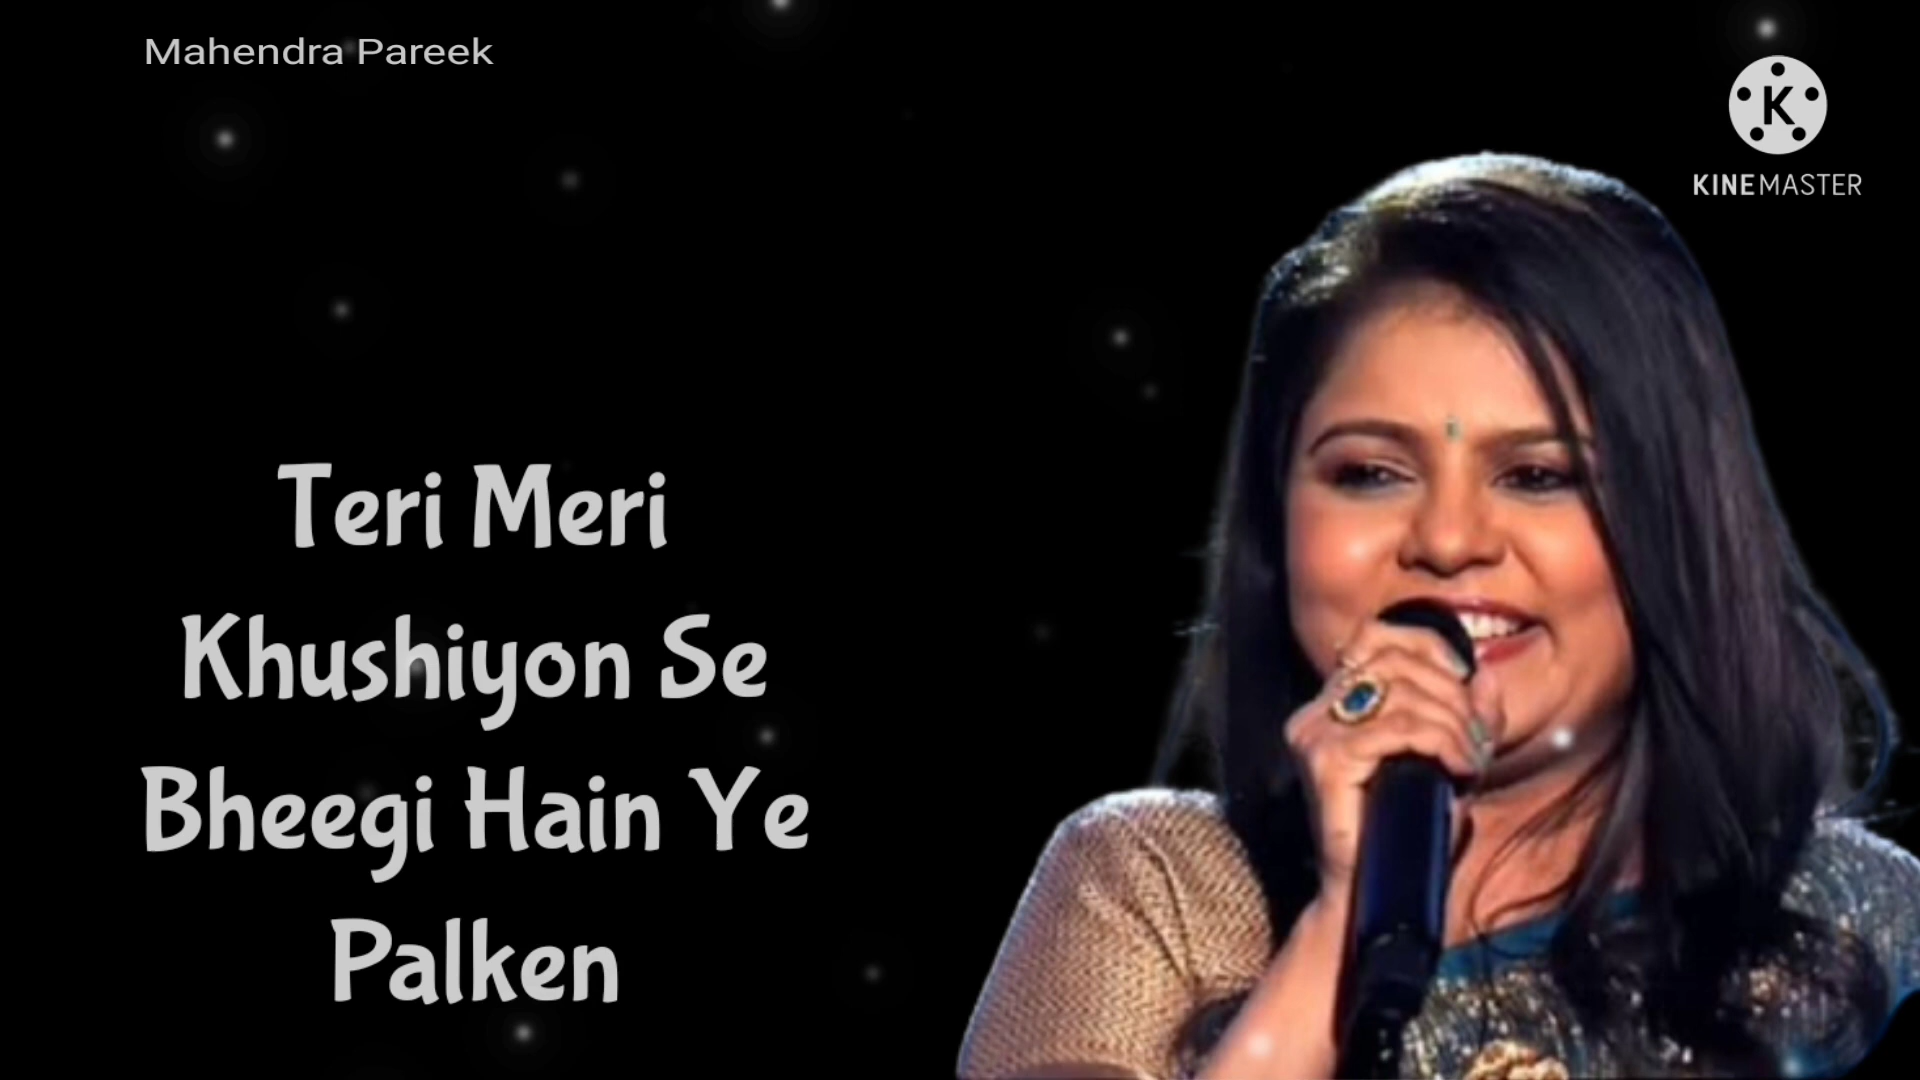 Mahendra Pareek
K
KINEMASTER
Teri Meri
Khushiyon Se
Bheegi Hain Ye
Palken